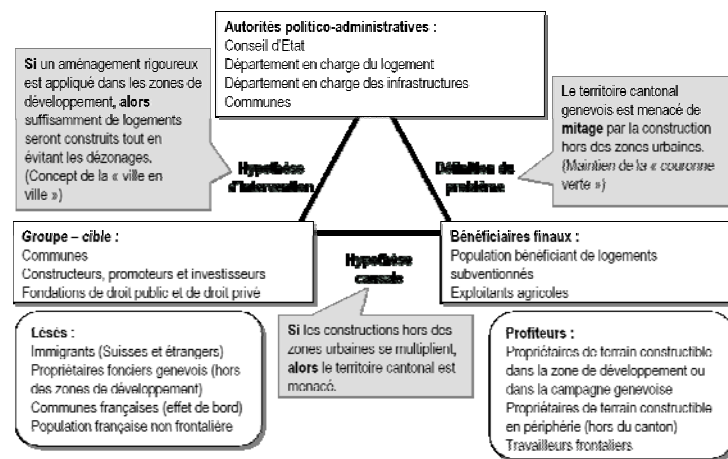 Autorités politico-administratives :
Conseil d'Etat
Département en charge du logement
Département en charge des infrastructures
Communes
Si un aménagement rigoureux
est appliqué dans les zones de
développement, alors
suffisamment de logements
seront construits tout en
évitant les dézonages.
(Concept de la « ville en
ville »)
Le territoire cantonal
genevois est menacé de
mitage par la construction
hors des zones urbaines.
(Maintien de la « couronne
verte »)
Hypothèse
d'intervention
Définition du
problème
Groupe – cible :
Communes
Constructeurs, promoteurs et investisseurs
Fondations de droit public et de droit privé
Hypothèse
causale
Bénéficiaires finaux :
Population bénéficiant de logements
subventionnés
Exploitants agricoles
Si les constructions hors des
zones urbaines se multiplient,
alors le territoire cantonal est
menacé.
Lésés :
Immigrants (Suisses et étrangers)
Propriétaires fonciers genevois (hors
des zones de développement)
Communes françaises (effet de bord)
Population française non frontalière
Profiteurs :
Propriétaires de terrain constructible
dans la zone de développement ou
dans la campagne genevoise
Propriétaires de terrain constructible
en périphérie (hors du canton)
Travailleurs frontaliers